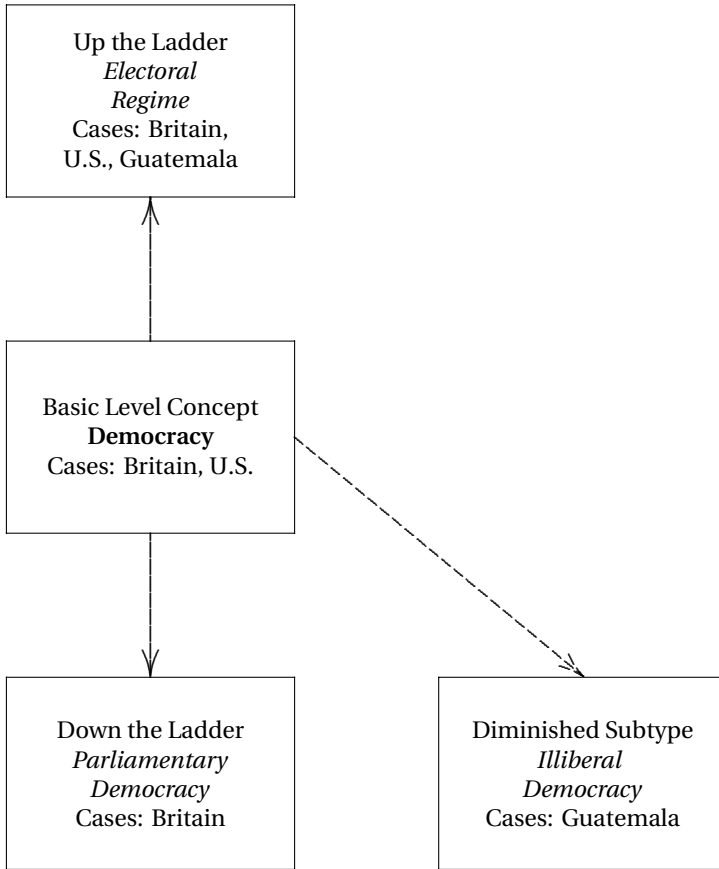 Up the Ladder
Electoral
Regime
Cases: Britain,
U.S., Guatemala
Basic Level Concept
Democracy
Cases: Britain, U.S.
Down the Ladder
Parliamentary
Democracy
Cases: Britain
Diminished Subtype
Illiberal
Democracy
Cases: Guatemala